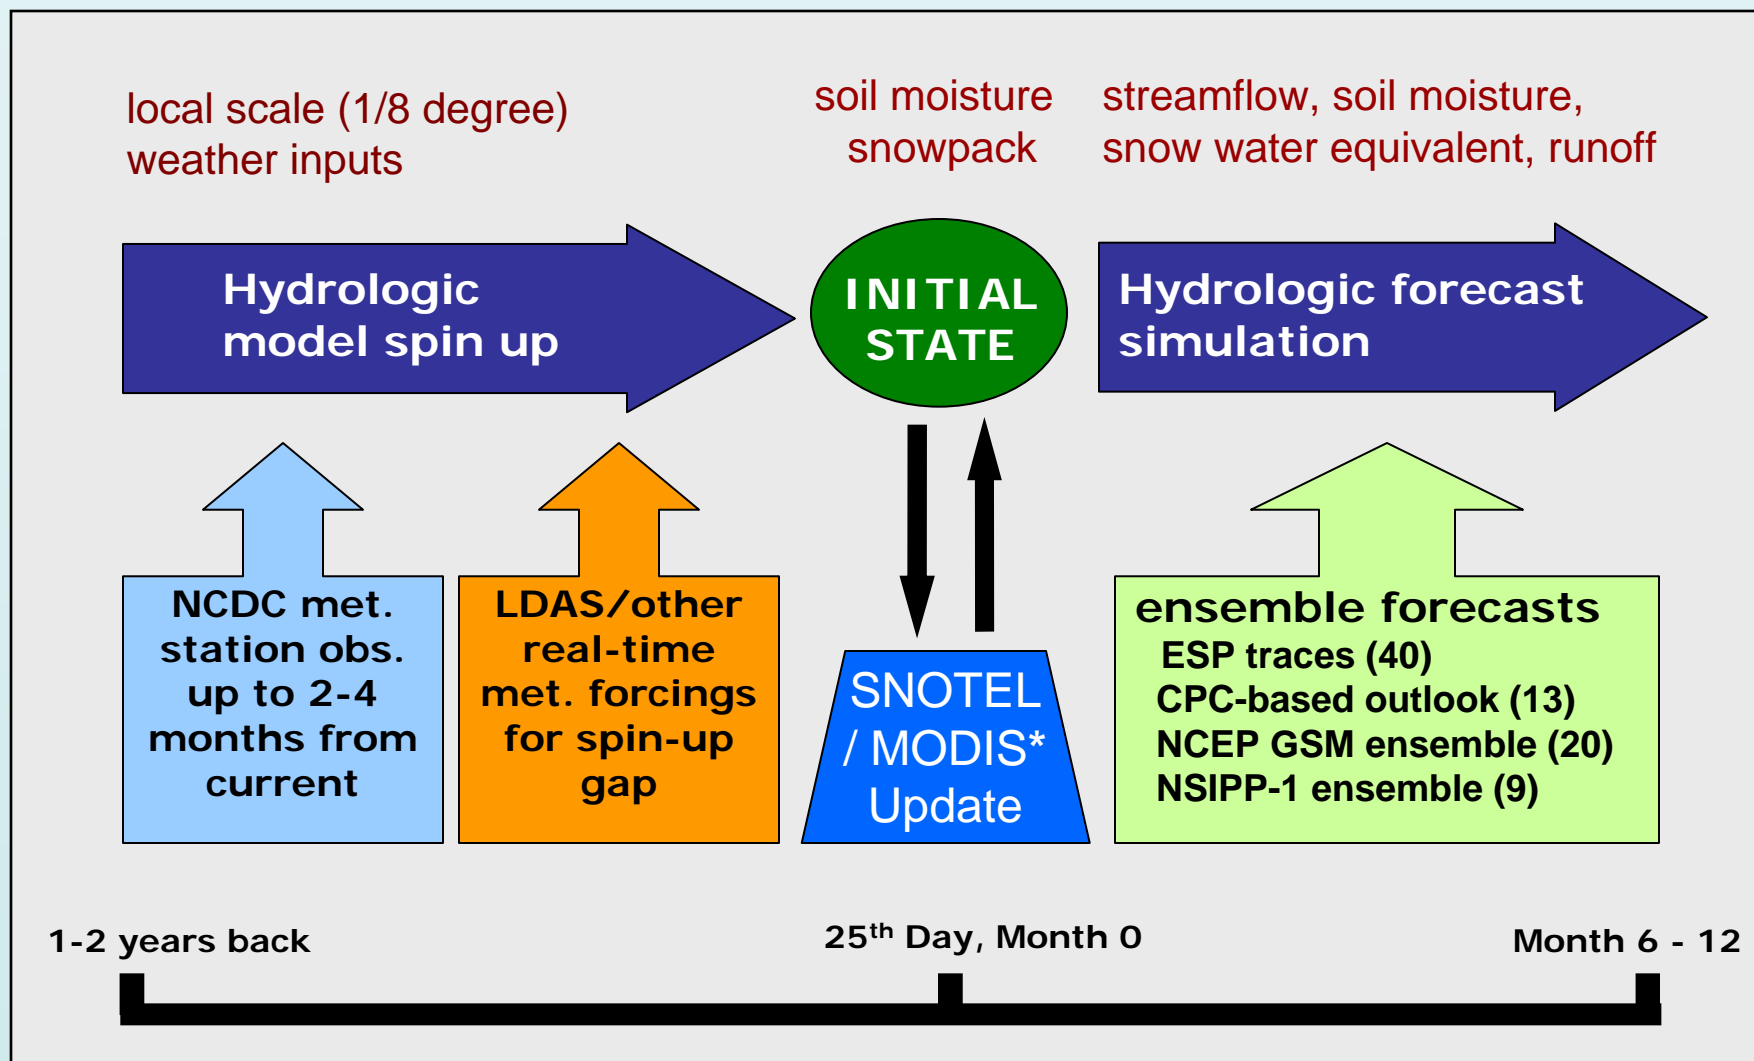 local scale (1/8 degree)
weather inputs
soil moisture
snowpack
streamflow, soil moisture,
snow water equivalent, runoff
Hydrologic
model spin up
INITIAL
STATE
Hydrologic forecast
simulation
NCDC met.
station obs.
up to 2-4
months from
current
LDAS/other
real-time
met. forcings
for spin-up
gap
SNOTEL
/ MODIS*
Update
ensemble forecasts
ESP traces (40)
CPC-based outlook (13)
NCEP GSM ensemble (20)
NSIPP-1 ensemble (9)
1-2 years back
25th Day, Month 0
Month 6 - 12